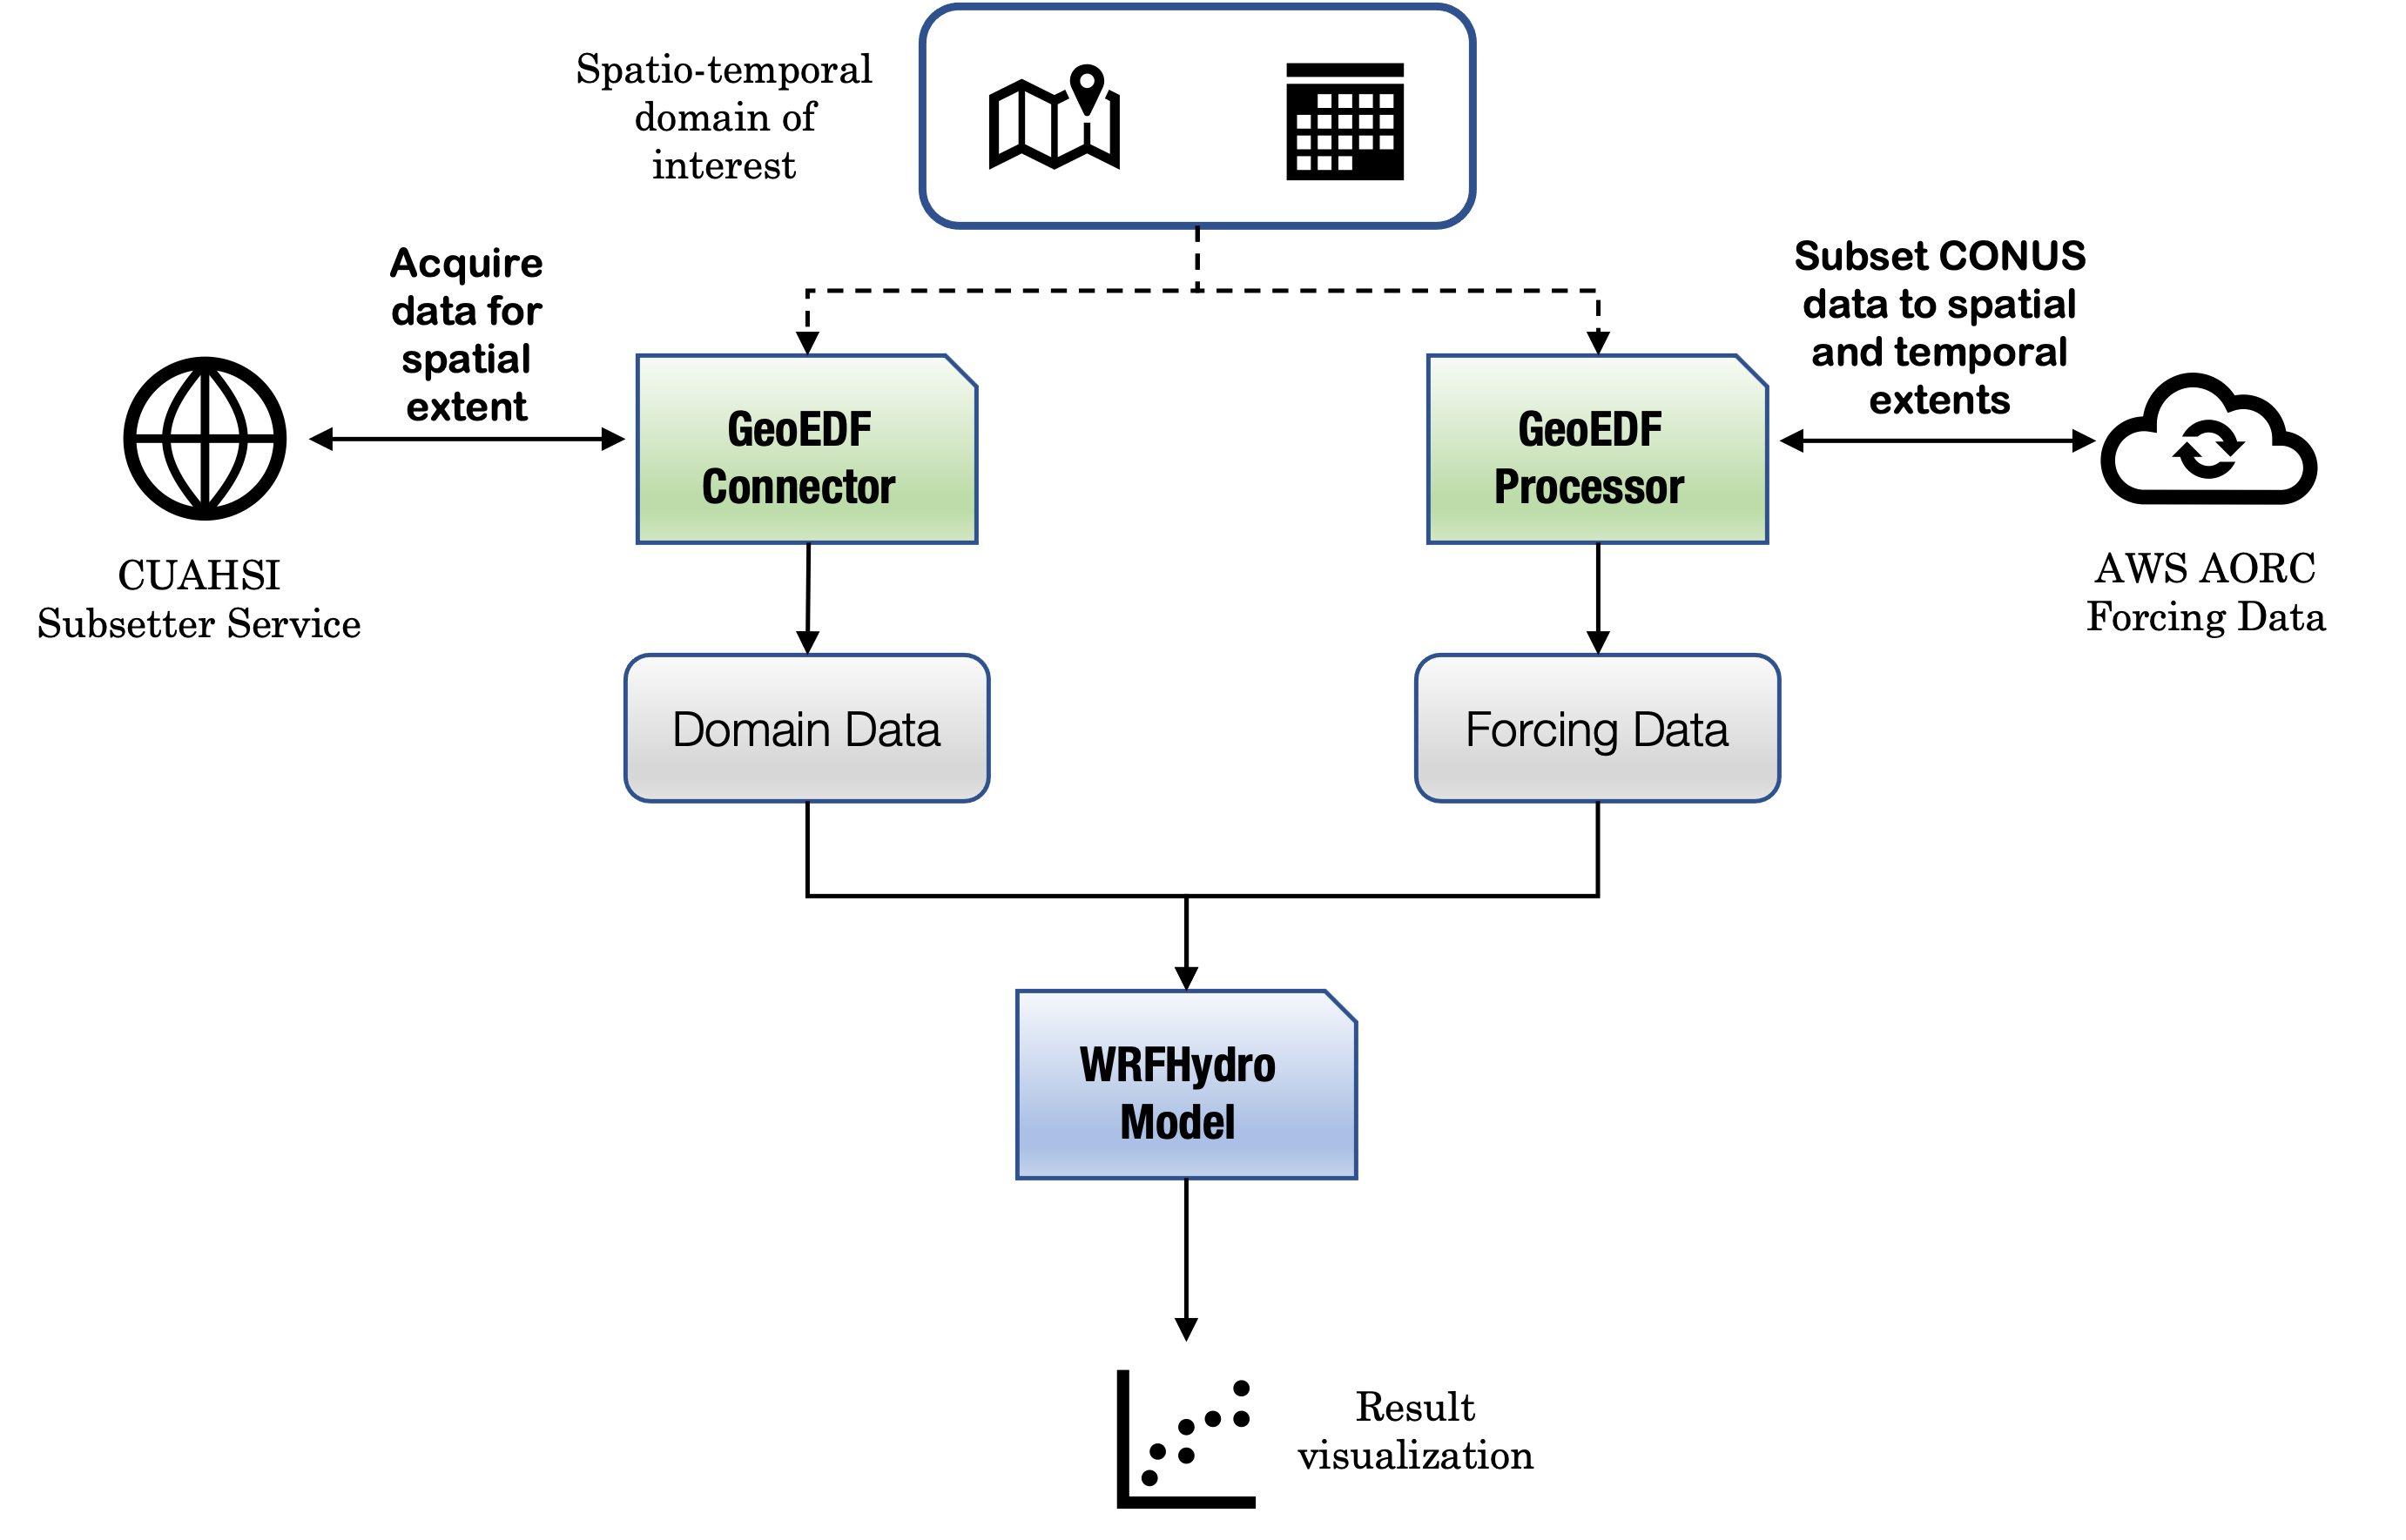 Spatio-temporal
domain of
interest
Acquire
data for
spatial
extent
Subset CONUS
data to spatial
and temporal
extents
GeoEDF
Connector
GeoEDF
Processor
CUAHSI
Subsetter Service
AWS AORC
Forcing Data
Domain Data
Forcing Data
WRFHydro
Model
Result
visualization